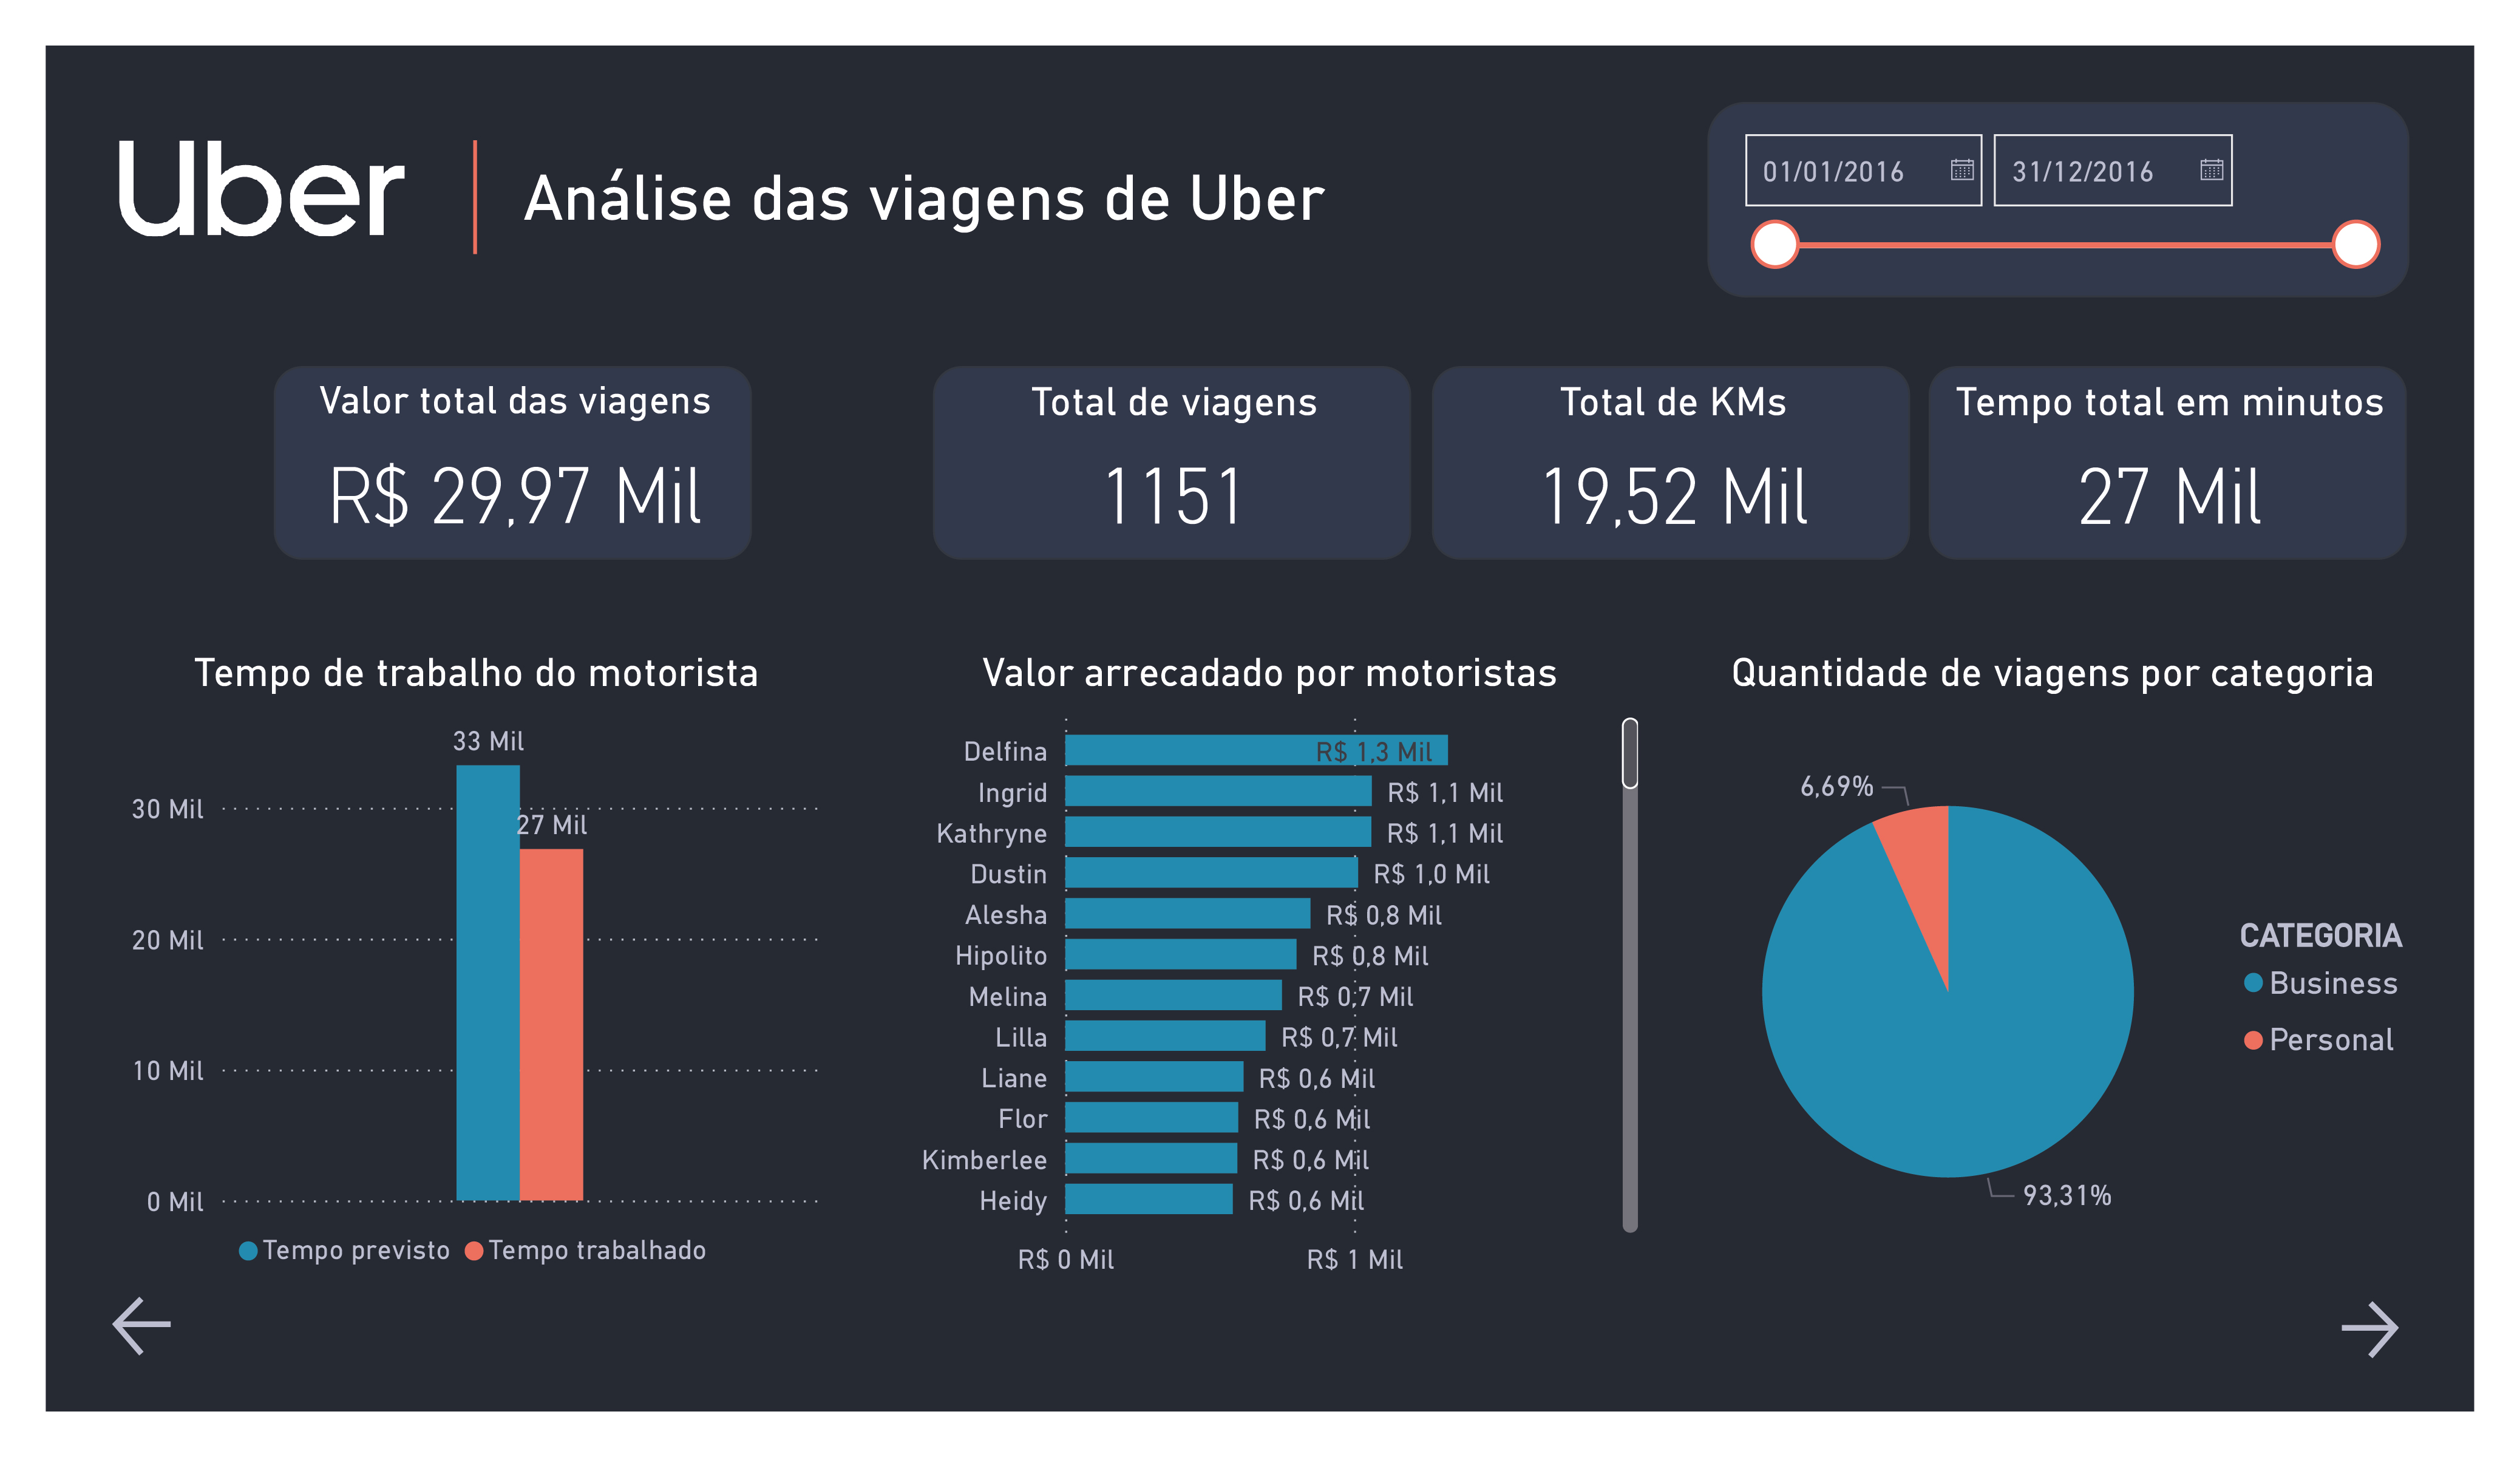 Uber
Análise das viagens de Uber
01/01/2016
31/12/2016
Valor total das viagens
R$ 29,97 Mil
Total de viagens
1151
Total de KMs
19,52 Mil
Tempo total em minutos
27 Mil
Tempo de trabalho do motorista
33 Mil
27 Mil
30 Mil
20 Mil
10 Mil
0 Mil
Tempo previsto
Tempo trabalhado
Valor arrecadado por motoristas
Delfina R$ 1,3 Mil
Ingrid R$ 1,1 Mil
Kathryne R$ 1,1 Mil
Dustin R$ 1,0 Mil
Alesha R$ 0,8 Mil
Hipolito R$ 0,8 Mil
Melina R$ 0,7 Mil
Lilla R$ 0,7 Mil
Liane R$ 0,6 Mil
Flor R$ 0,6 Mil
Kimberlee R$ 0,6 Mil
Heidy R$ 0,6 Mil
R$ 0 Mil
R$ 1 Mil
Quantidade de viagens por categoria
6,69%
93,31%
CATEGORIA
Business
Personal